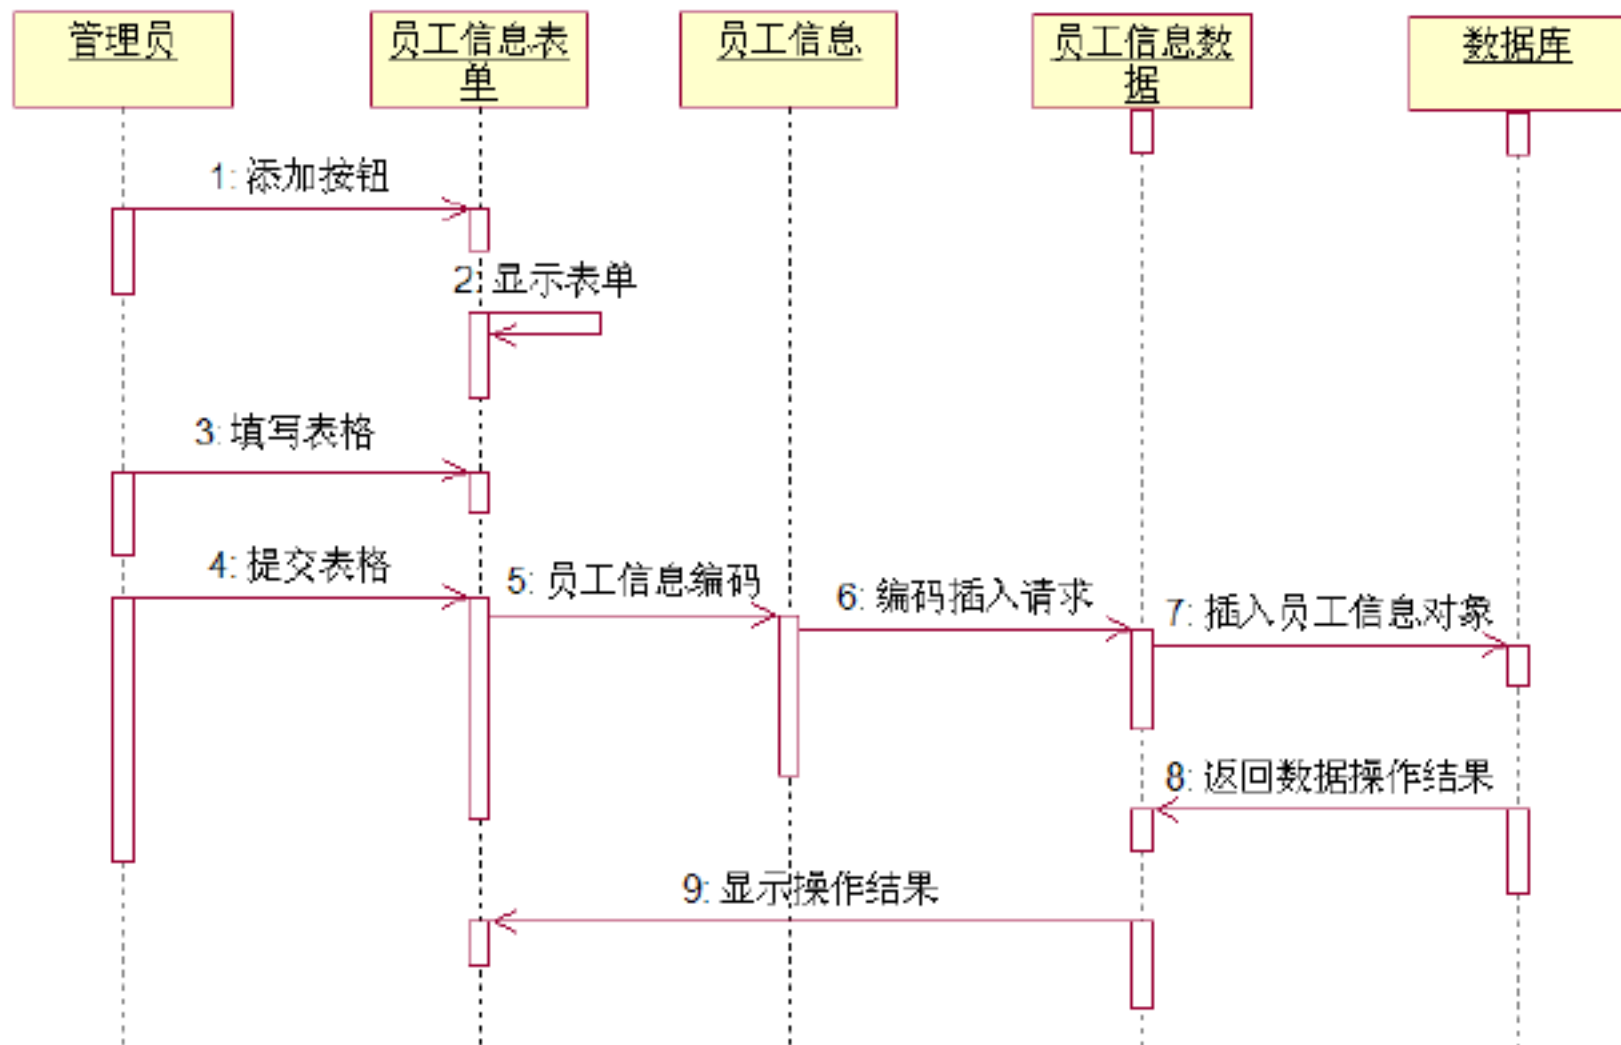 管理员
员工信息表
单
员工信息
员工信息数
据
数据库
1: 添加按钮
2: 显示表单
3: 填写表格
4: 提交表格
5: 员工信息编码
6: 编码插入请求
7: 插入员工信息对象
8: 返回数据操作结果
9: 显示操作结果